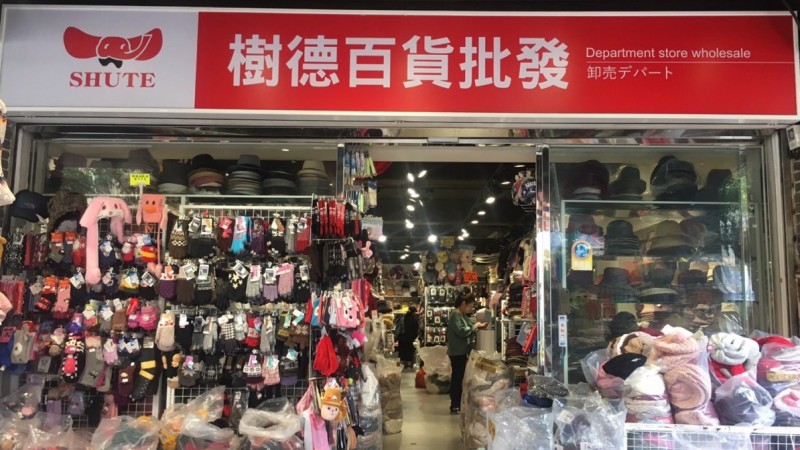 SHUTE
樹德百貨批發
Department store wholesale
卸売デパート